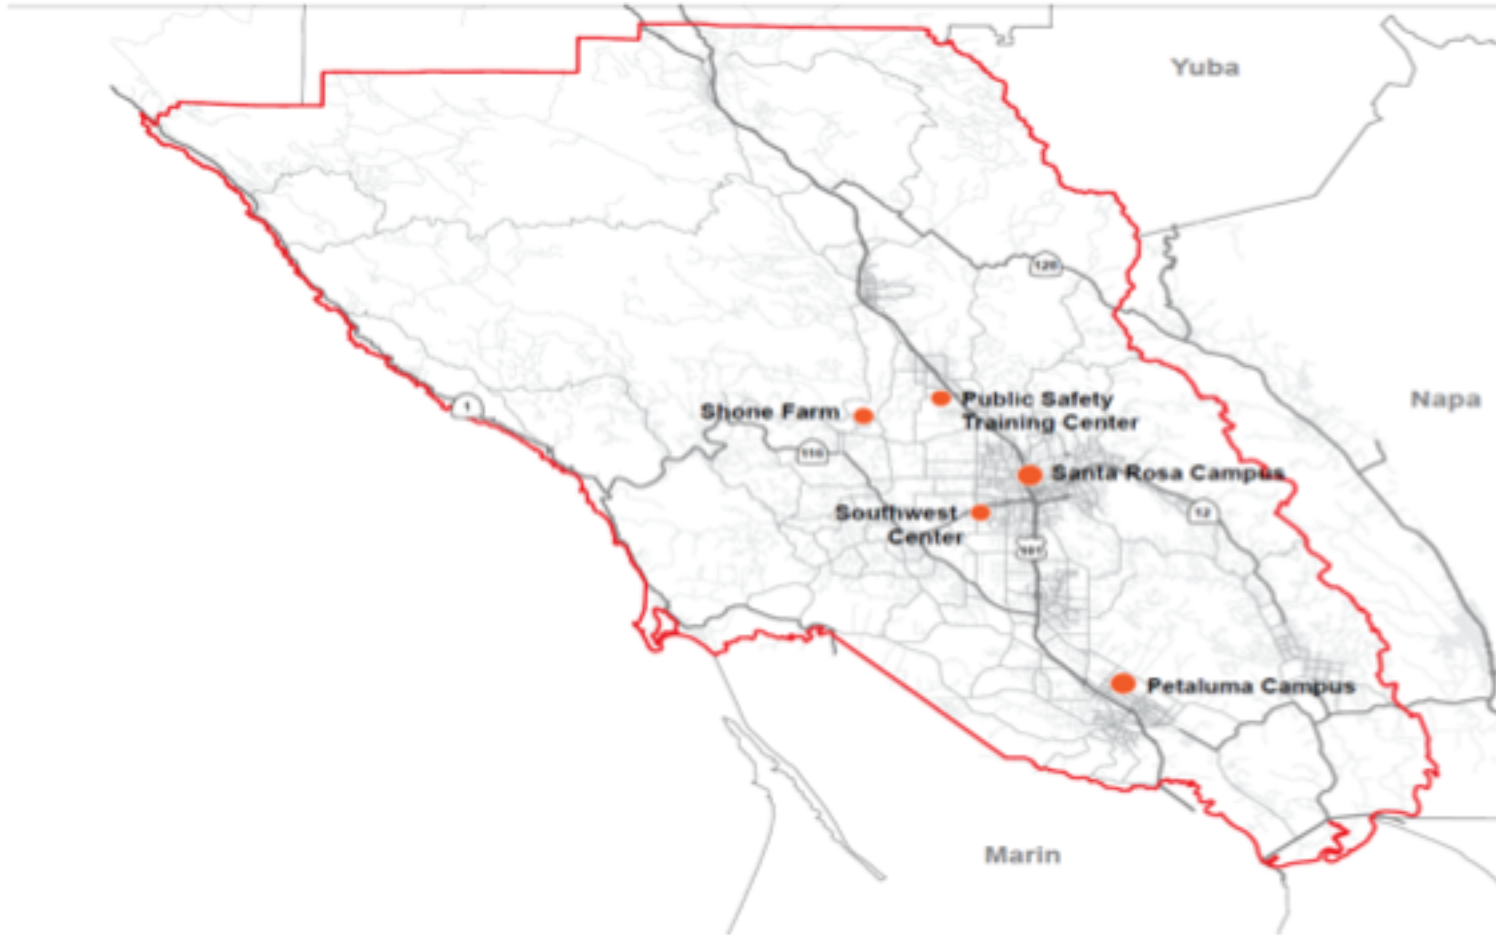 Yuba
128
Napa
1
Shone Farm
Public Safety
Training Center
116
Santa Rosa Campus
12
Southwest
Center
101
Petaluma Campus
Marin